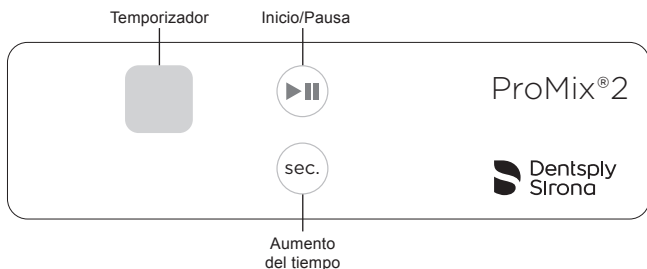 Temporizador
Inicio/Pausa
ProMix®2
sec.
Dentsply
Sirona
Aumento
del tiempo